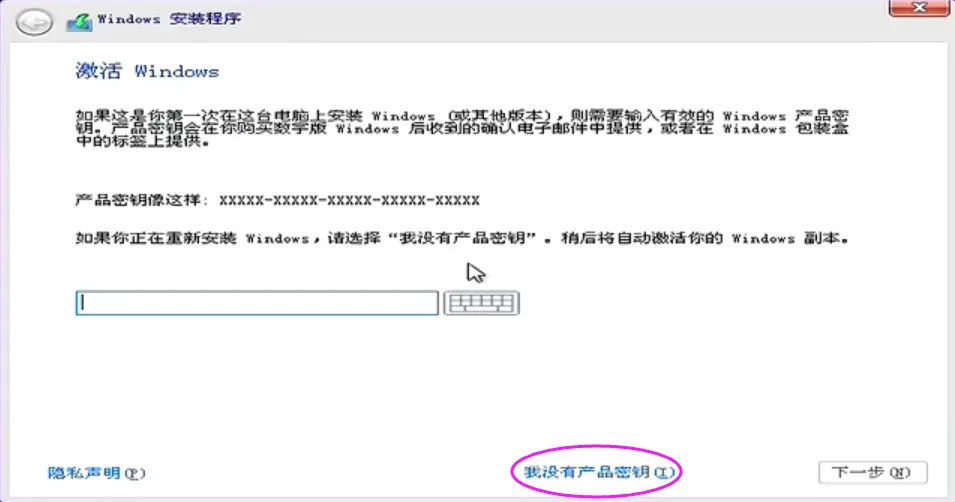 Windows 安装程序
激活 Windows
如果这是你第一次在这台电脑上安装 Windows (或其他版本)，则需要输入有效的 Windows 产品密
钥。产品密钥会在你购买数字版 Windows 后收到的确认电子邮件中提供，或者在 Windows 包装盒
中的标签上提供。
产品密钥像这样: XXXXX-XXXXX-XXXXX-XXXXX-XXXXX
如果你正在重新安装 Windows，请选择“我没有产品密钥”。稍后将自动激活你的 Windows 副本。
隐私声明(P) 我没有产品密钥(I) 下一步(N)